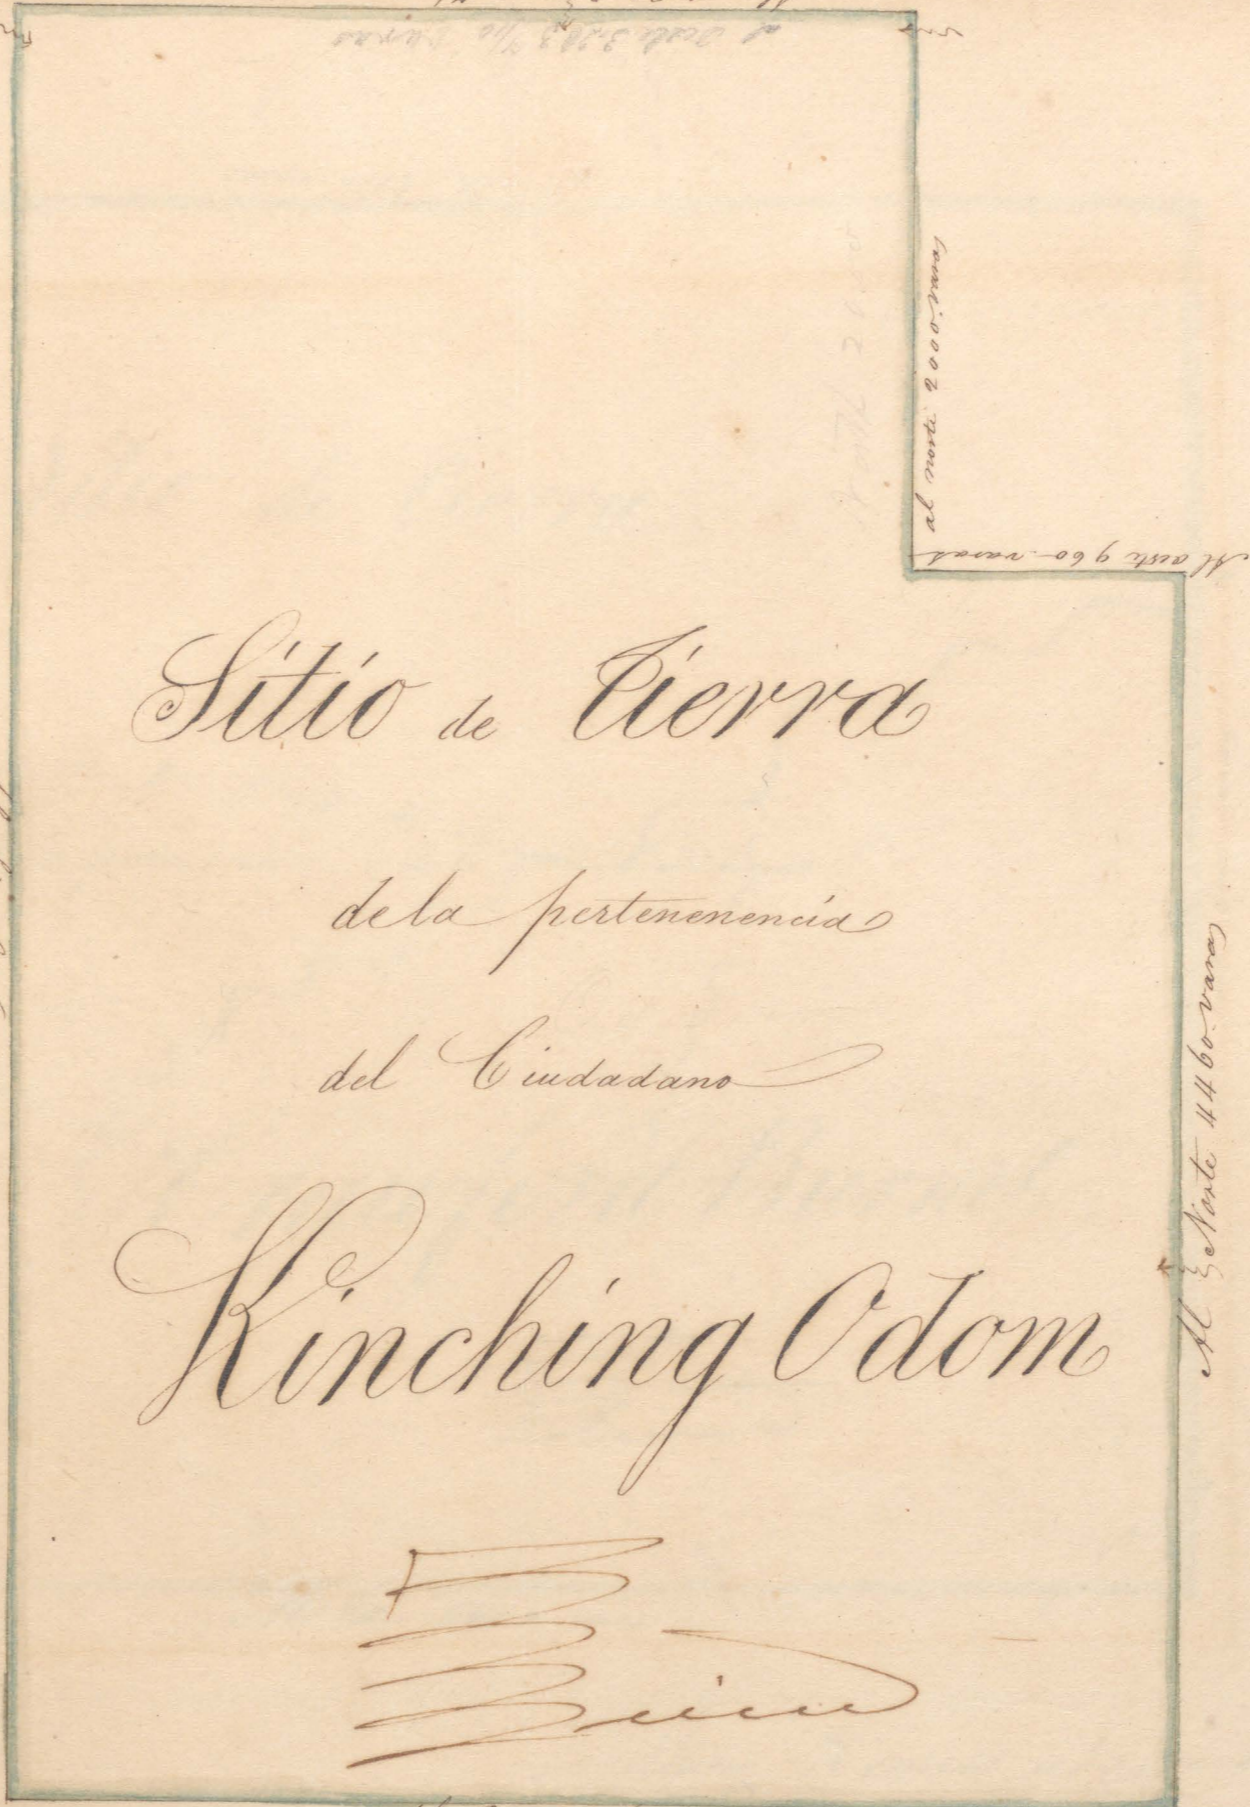 al norte 2000 varas
Al oeste 960 varas
Sitio de Tierra
dela pertenenencia
del Ciudadano
Al Norte 4460 varas
Kinching Odom